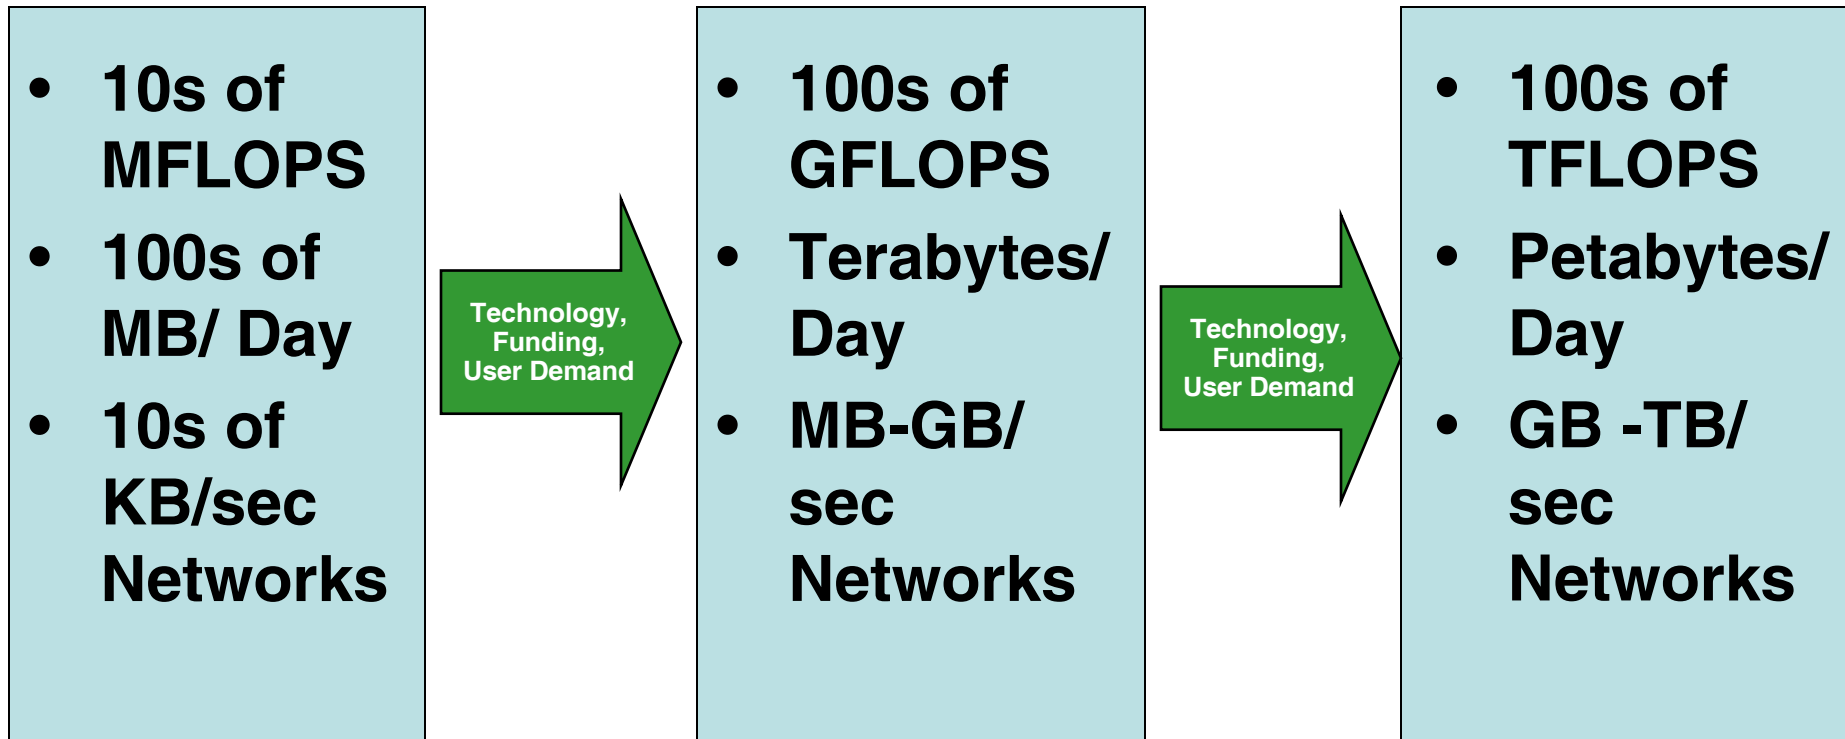 • 10s of
MFLOPS
• 100s of
MB/ Day
• 10s of
KB/sec
Networks
Technology,
Funding,
User Demand
• 100s of
GFLOPS
• Terabytes/
Day
• MB-GB/
sec
Networks
Technology,
Funding,
User Demand
• 100s of
TFLOPS
• Petabytes/
Day
• GB -TB/
sec
Networks